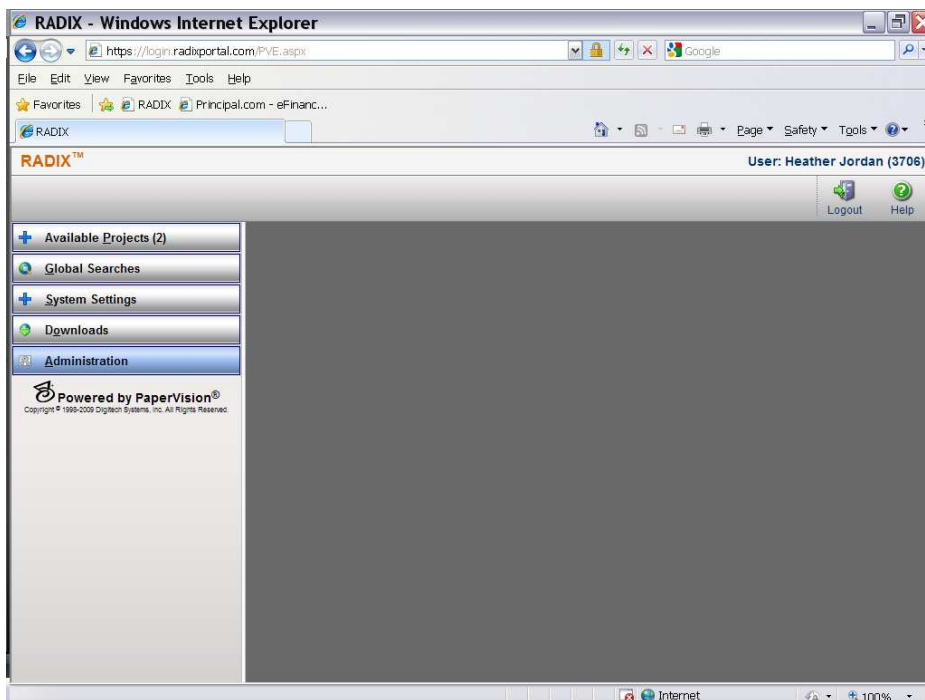 RADIX - Windows Internet Explorer
https://login.radixportal.com/PVE.aspx
Google
File Edit View Favorites Tools Help
Favorites RADIX Principal.com - eFinanc...
RADIX
Page Safety Tools
RADIX™
User: Heather Jordan (3706)
Logout Help
Available Projects (2)
Global Searches
System Settings
Downloads
Administration
Powered by PaperVision®
Copyright © 1998-2009 Digitech Systems, Inc. All Rights Reserved.
Internet
100%